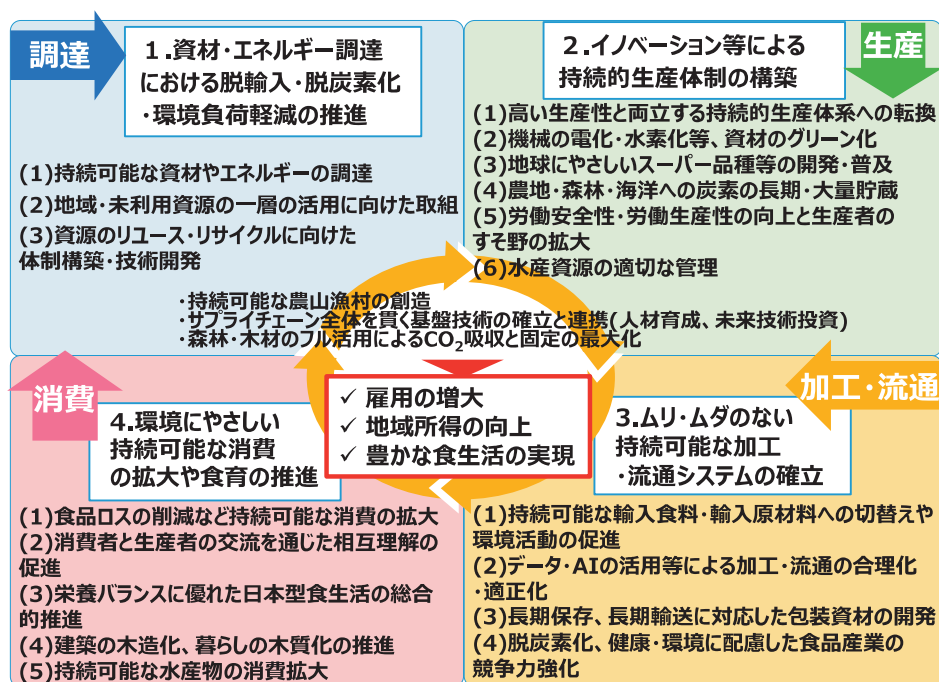 調達
1.資材・エネルギー調達
における脱輸入・脱炭素化
・環境負荷軽減の推進
(1)持続可能な資材やエネルギーの調達
(2)地域・未利用資源の一層の活用に向けた取組
(3)資源のリユース・リサイクルに向けた
体制構築・技術開発
生産
2.イノベーション等による
持続的生産体制の構築
(1)高い生産性と両立する持続的生産体系への転換
(2)機械の電化・水素化等、資材のグリーン化
(3)地球にやさしいスーパー品種等の開発・普及
(4)農地・森林・海洋への炭素の長期・大量貯蔵
(5)労働安全性・労働生産性の向上と生産者の
すそ野の拡大
(6)水産資源の適切な管理
・持続可能な農山漁村の創造
・サプライチェーン全体を貫く基盤技術の確立と連携(人材育成、未来技術投資)
・森林・木材のフル活用によるCO₂吸収と固定の最大化
✓ 雇用の増大
✓ 地域所得の向上
✓ 豊かな食生活の実現
加工・流通
3.ムリ・ムダのない
持続可能な加工
・流通システムの確立
(1)持続可能な輸入食料・輸入原材料への切替えや
環境活動の促進
(2)データ・AIの活用等による加工・流通の合理化
・適正化
(3)長期保存、長期輸送に対応した包装資材の開発
(4)脱炭素化、健康・環境に配慮した食品産業の
競争力強化
消費
4.環境にやさしい
持続可能な消費
の拡大や食育の推進
(1)食品ロスの削減など持続可能な消費の拡大
(2)消費者と生産者の交流を通じた相互理解の
促進
(3)栄養バランスに優れた日本型食生活の総合
的推進
(4)建築の木造化、暮らしの木質化の推進
(5)持続可能な水産物の消費拡大